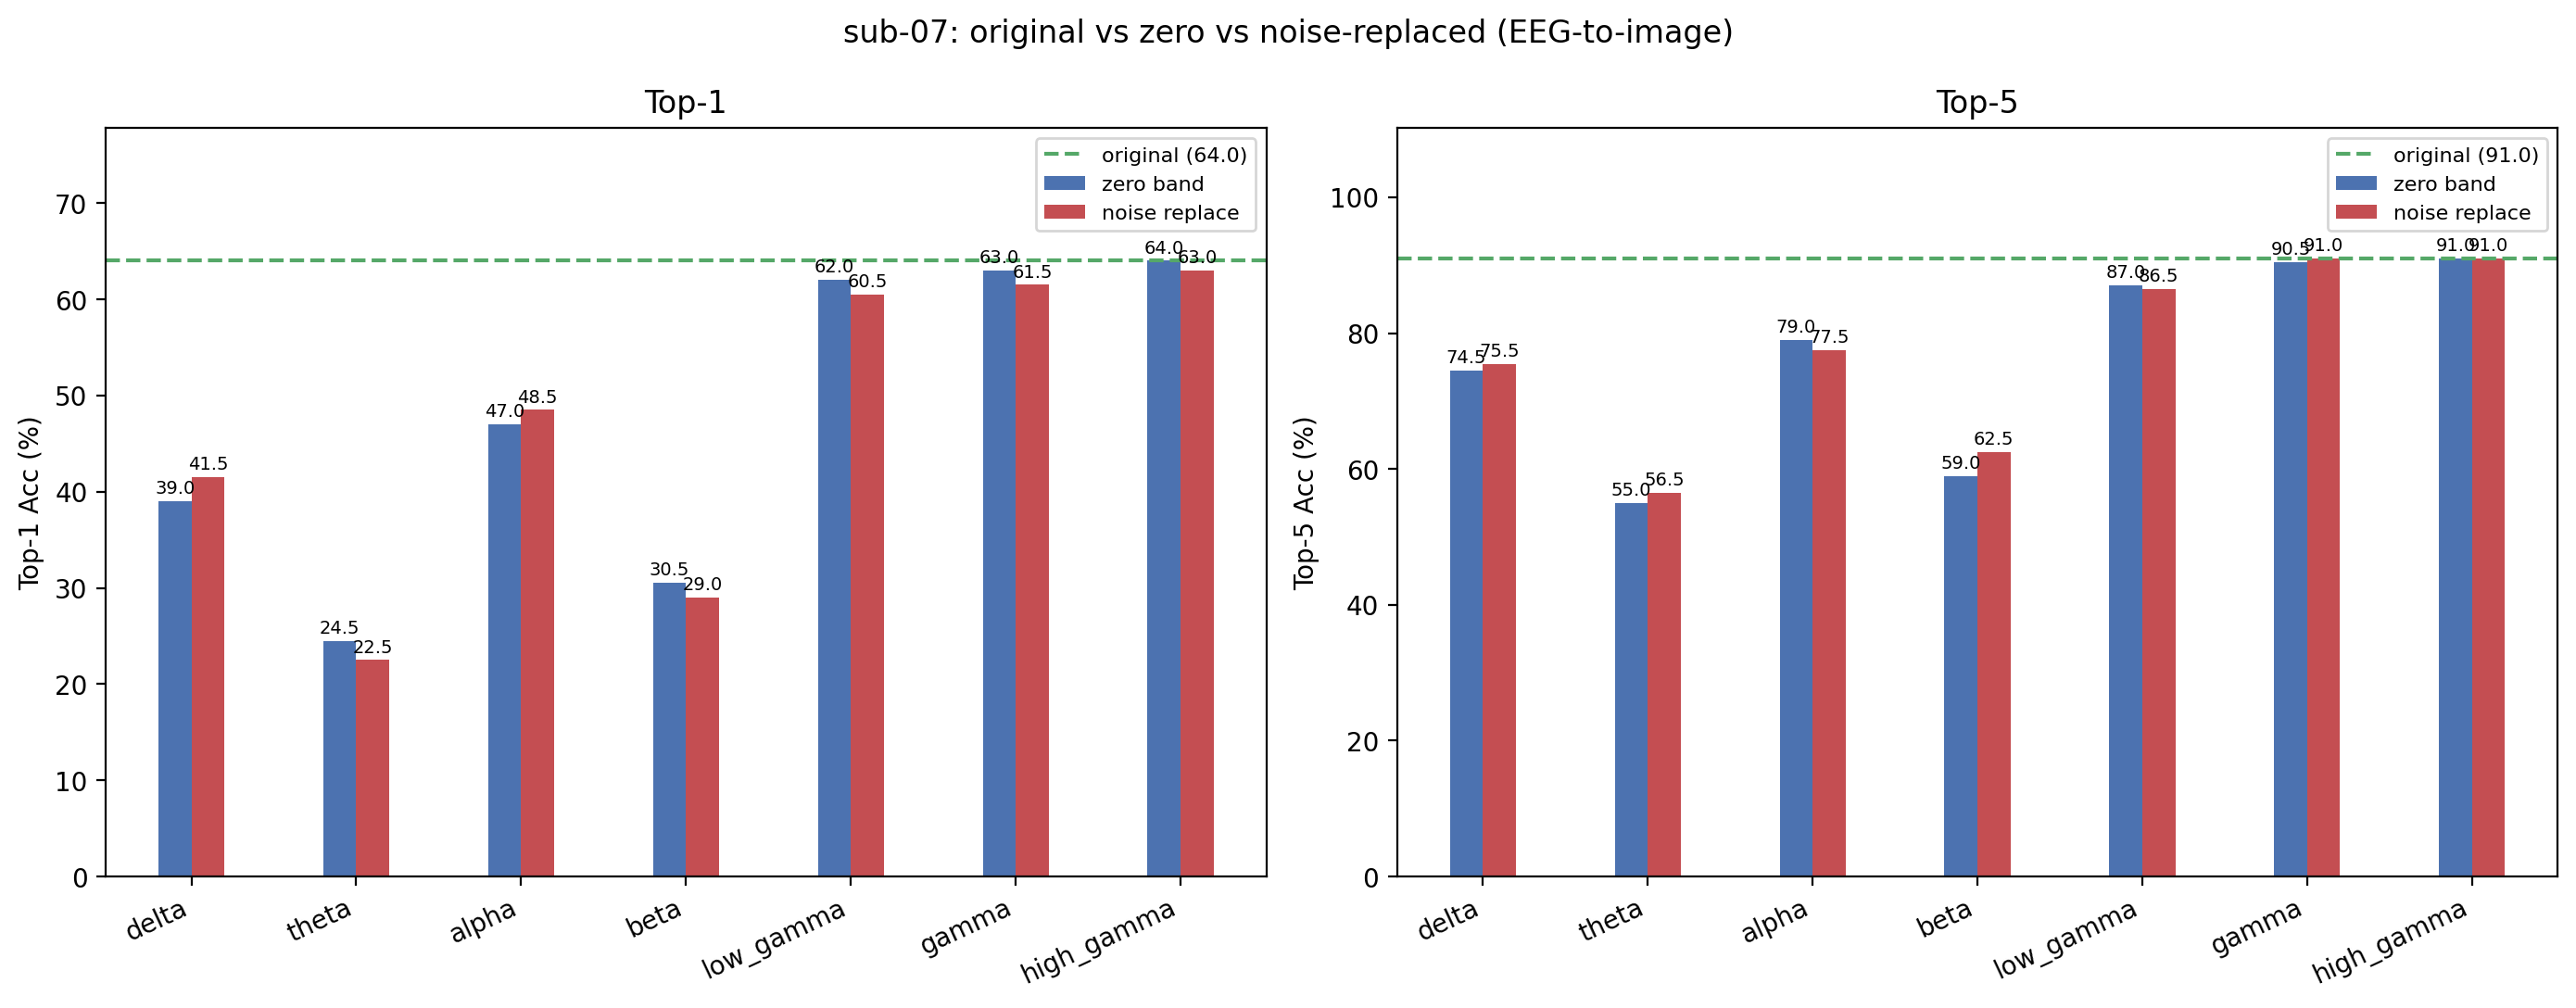 sub-07: original vs zero vs noise-replaced (EEG-to-image)
Top-1
Top-1 Acc (%)
70
60
50
40
30
20
10
0
original (64.0)
zero band
noise replace
39.0
41.5
24.5
22.5
47.0
48.5
30.5
29.0
62.0
60.5
63.0
61.5
64.0
63.0
delta
theta
alpha
beta
low_gamma
gamma
high_gamma
Top-5
Top-5 Acc (%)
100
80
60
40
20
0
original (91.0)
zero band
noise replace
74.5
75.5
55.0
56.5
79.0
77.5
59.0
62.5
87.0
86.5
90.5
91.0
91.0
91.0
delta
theta
alpha
beta
low_gamma
gamma
high_gamma